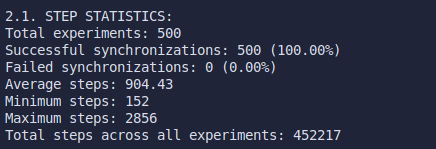 2.1. STEP STATISTICS:
Total experiments: 500
Successful synchronizations: 500 (100.00%)
Failed synchronizations: 0 (0.00%)
Average steps: 904.43
Minimum steps: 152
Maximum steps: 2856
Total steps across all experiments: 452217